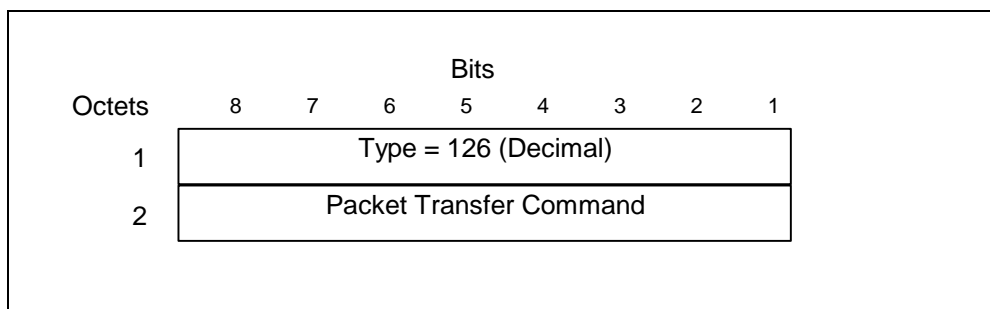 Bits
Octets 8 7 6 5 4 3 2 1
1 Type = 126 (Decimal)
2 Packet Transfer Command